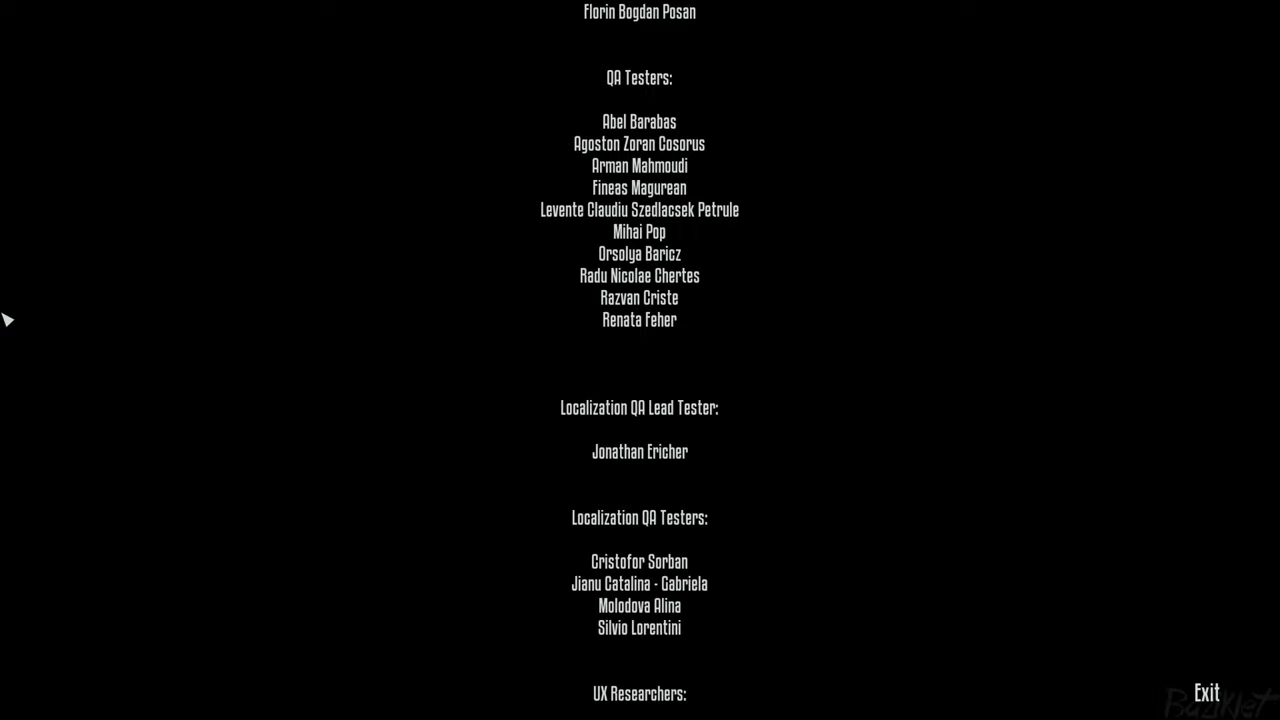 Florin Bogdan Posan
QA Testers:
Abel Barabas
Agoston Zoran Cosorus
Arman Mahmoudi
Fineas Magurean
Levente Claudiu Szedlacsek Petrule
Mihai Pop
Orsolya Baricz
Radu Nicolae Chertes
Razvan Criste
Renata Feher
Localization QA Lead Tester:
Jonathan Ericher
Localization QA Testers:
Cristofor Sorban
Jianu Catalina - Gabriela
Molodova Alina
Silvio Lorentini
UX Researchers:
Exit